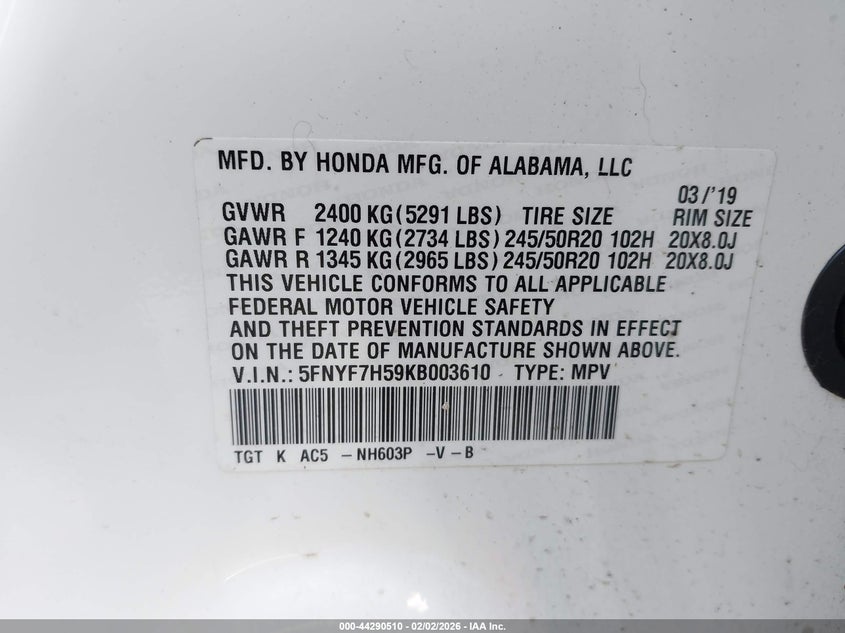 MFD. BY HONDA MFG. OF ALABAMA, LLC
03/'19
GVWR 2400 KG(5291 LBS) TIRE SIZE RIM SIZE
GAWR F 1240 KG(2734 LBS) 245/50R20 102H 20X8.0J
GAWR R 1345 KG(2965 LBS) 245/50R20 102H 20X8.0J
THIS VEHICLE CONFORMS TO ALL APPLICABLE
FEDERAL MOTOR VEHICLE SAFETY
AND THEFT PREVENTION STANDARDS IN EFFECT
ON THE DATE OF MANUFACTURE SHOWN ABOVE.
V.I.N.: 5FNYF7H59KB003610 TYPE: MPV
TGT K AC5 -NH603P -V-B
000-44290510 - 02/02/2026 - IAA Inc.